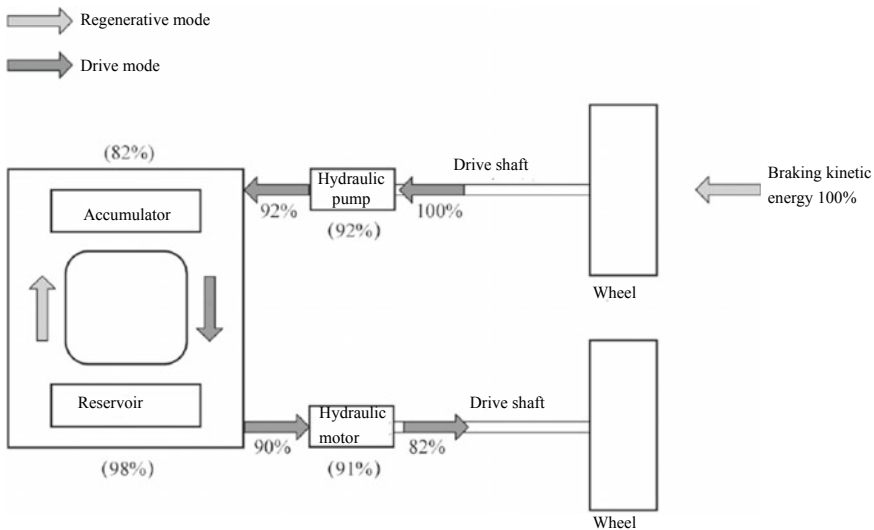 Regenerative mode
Drive mode
(82%)
Accumulator
Reservoir
(98%)
92%
Hydraulic
pump
(92%)
100%
Drive shaft
Wheel
Braking kinetic
energy 100%
90%
Hydraulic
motor
(91%)
82%
Drive shaft
Wheel